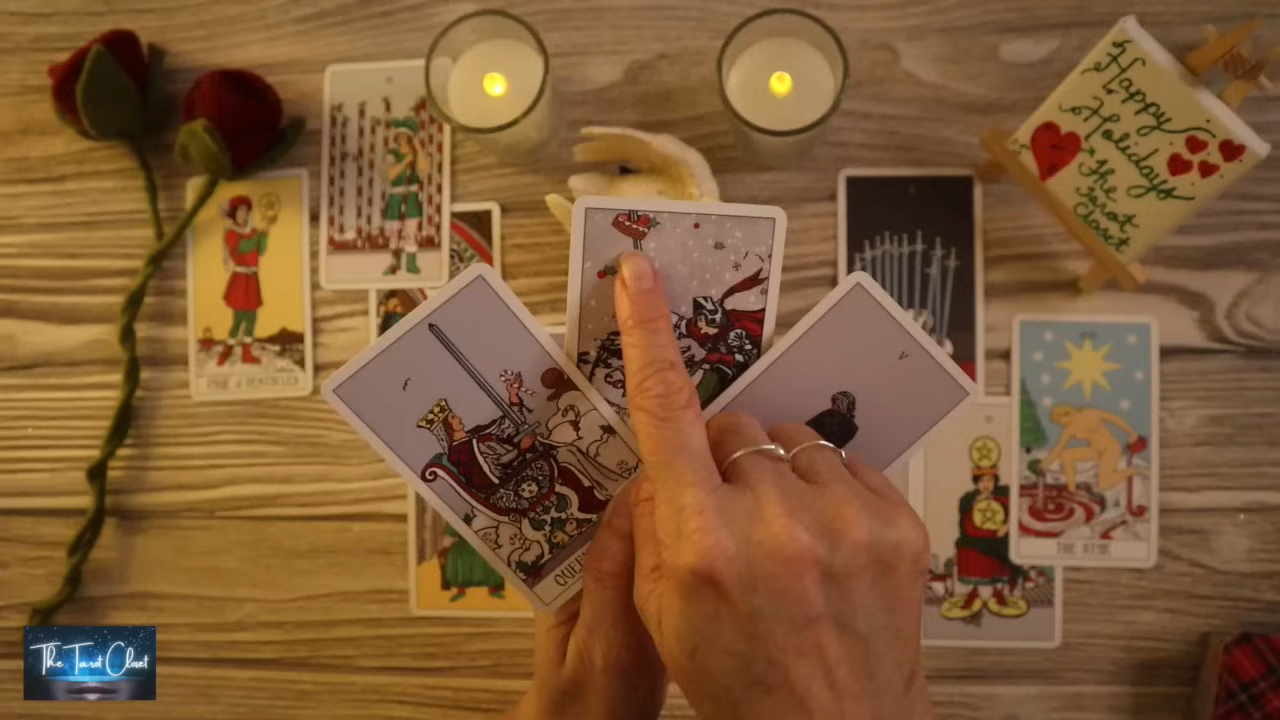 Happy
Holidays
The
Tarot
Closet
THE STAR
V
The Tarot Closet